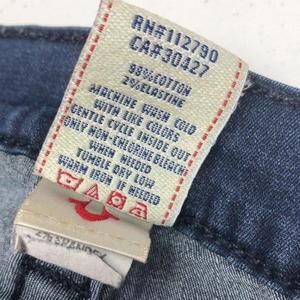 RN#112790
CA#30427
98%COTTON
2%ELASTINE
MACHINE WASH COLD
WITH LIKE COLORS
GENTLE CYCLE INSIDE OUT
ONLY NON-CHLORINE BLEACH
WHEN NEEDED
TUMBLE DRY LOW
WARM IRON IF NEEDED